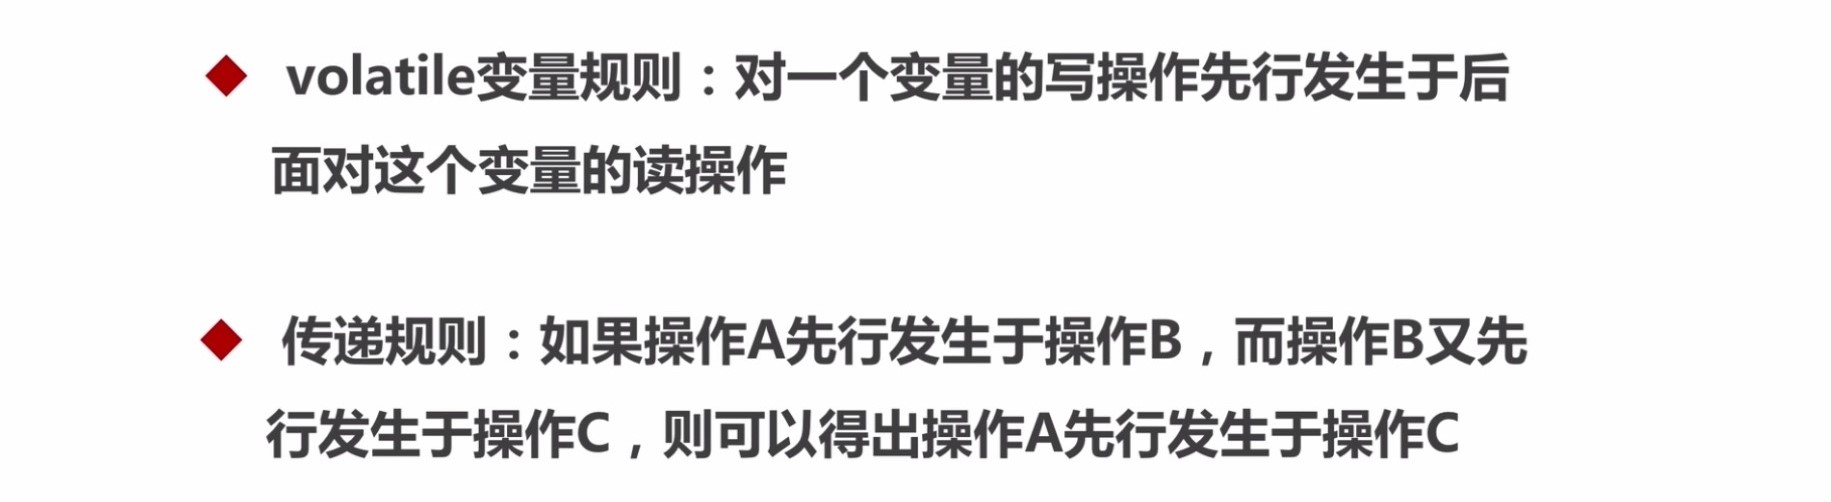 volatile变量规则：对一个变量的写操作先行发生于后
面对这个变量的读操作
传递规则：如果操作A先行发生于操作B，而操作B又先
行发生于操作C，则可以得出操作A先行发生于操作C